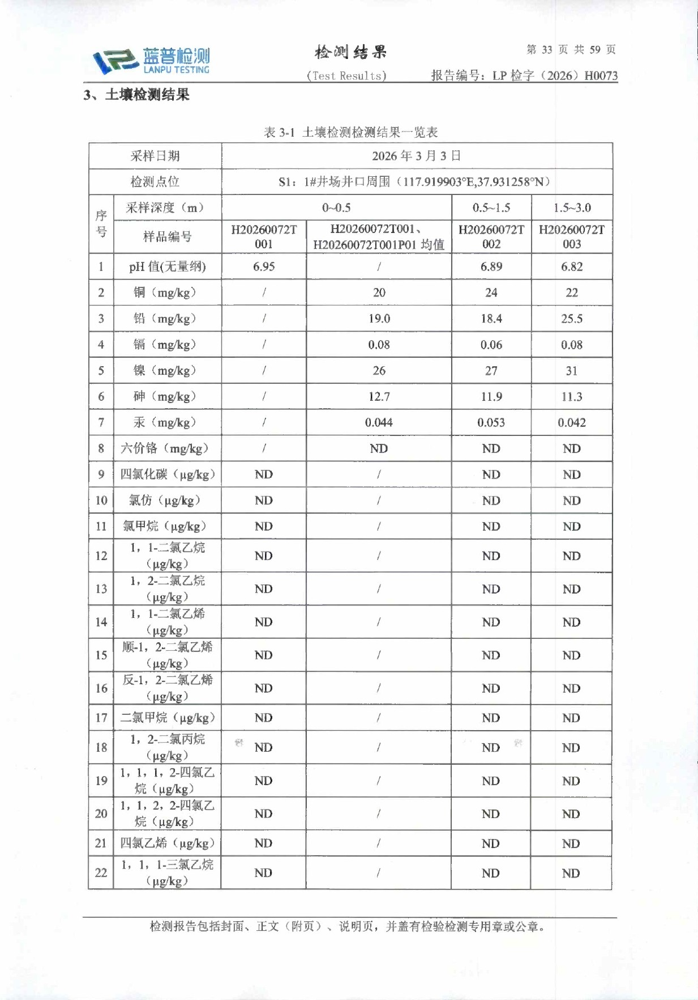 蓝普检测
LANPU TESTING
检测结果
(Test Results)
第 33 页 共 59 页
报告编号：LP 检字（2026）H0073
3、土壤检测结果
表 3-1 土壤检测检测结果一览表
采样日期 2026 年 3 月 3 日
检测点位 S1：1#井场井口周围（117.919903°E,37.931258°N）
序号 采样深度（m） 0~0.5 0.5~1.5 1.5~3.0
样品编号 H20260072T001 H20260072T001、H20260072T001P01 均值 H20260072T002 H20260072T003
1 pH 值(无量纲) 6.95 / 6.89 6.82
2 铜（mg/kg） / 20 24 22
3 铅（mg/kg） / 19.0 18.4 25.5
4 镉（mg/kg） / 0.08 0.06 0.08
5 镍（mg/kg） / 26 27 31
6 砷（mg/kg） / 12.7 11.9 11.3
7 汞（mg/kg） / 0.044 0.053 0.042
8 六价铬（mg/kg） / ND ND ND
9 四氯化碳（μg/kg） ND / ND ND
10 氯仿（μg/kg） ND / ND ND
11 氯甲烷（μg/kg） ND / ND ND
12 1，1-二氯乙烷（μg/kg） ND / ND ND
13 1，2-二氯乙烷（μg/kg） ND / ND ND
14 1，1-二氯乙烯（μg/kg） ND / ND ND
15 顺-1，2-二氯乙烯（μg/kg） ND / ND ND
16 反-1，2-二氯乙烯（μg/kg） ND / ND ND
17 二氯甲烷（μg/kg） ND / ND ND
18 1，2-二氯丙烷（μg/kg） ND / ND ND
19 1，1，1，2-四氯乙烷（μg/kg） ND / ND ND
20 1，1，2，2-四氯乙烷（μg/kg） ND / ND ND
21 四氯乙烯（μg/kg） ND / ND ND
22 1，1，1-三氯乙烷（μg/kg） ND / ND ND
检测报告包括封面、正文（附页）、说明页，并盖有检验检测专用章或公章。